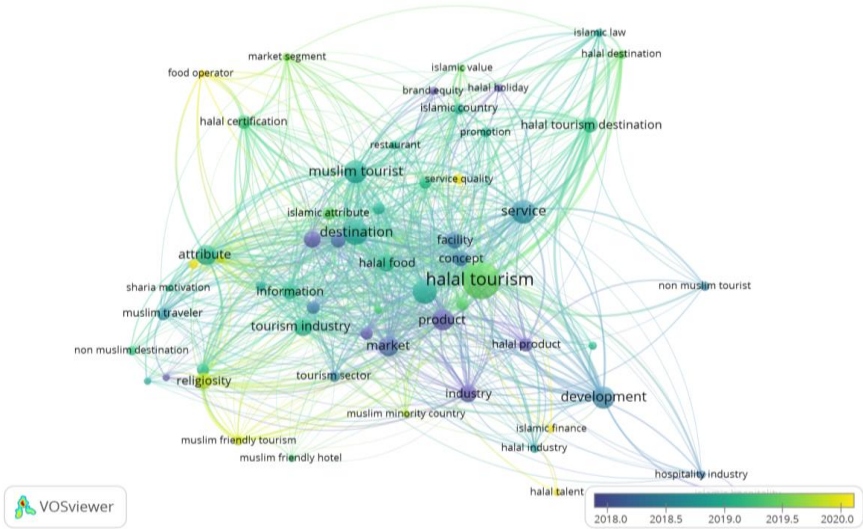 islamic law
halal destination
market segment
islamic value
food operator
brand equity
halal holiday
islamic country
halal certification
halal tourism destination
promotion
restaurant
muslim tourist
service quality
islamic attribute
service
destination
facility
attribute
concept
halal food
halal tourism
sharia motivation
information
non muslim tourist
muslim traveler
product
tourism industry
market
halal product
non muslim destination
tourism sector
religiosity
industry
development
muslim minority country
islamic finance
muslim friendly tourism
halal industry
muslim friendly hotel
hospitality industry
halal talent
VOSviewer
2018.0 2018.5 2019.0 2019.5 2020.0